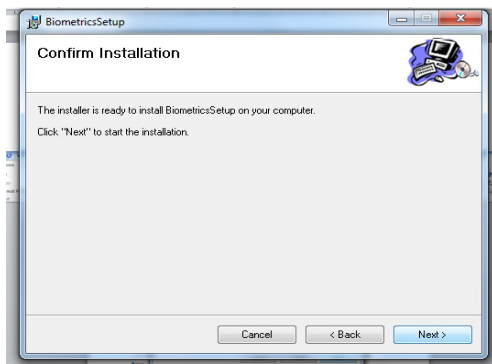 BiometricsSetup
Confirm Installation
The installer is ready to install BiometricsSetup on your computer.
Click "Next" to start the installation.
Cancel
< Back
Next >